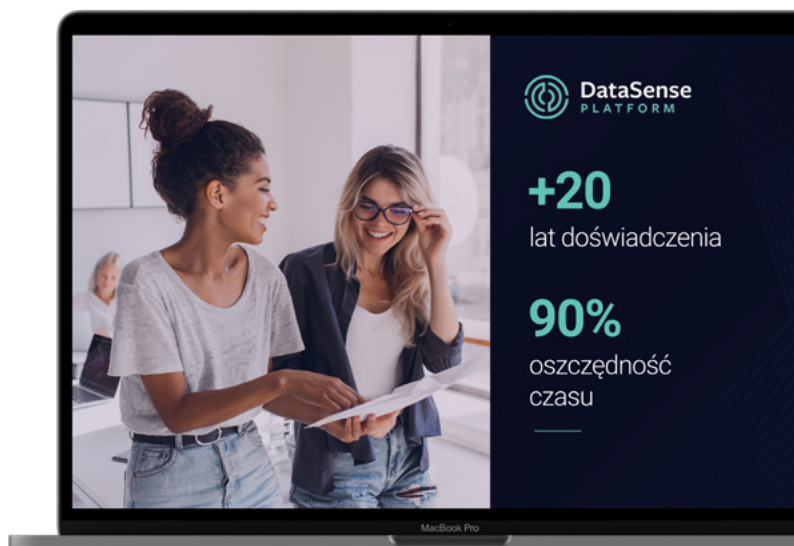 DataSense
PLATFORM
+20
lat doświadczenia
90%
oszczędność
czasu
MacBook Pro